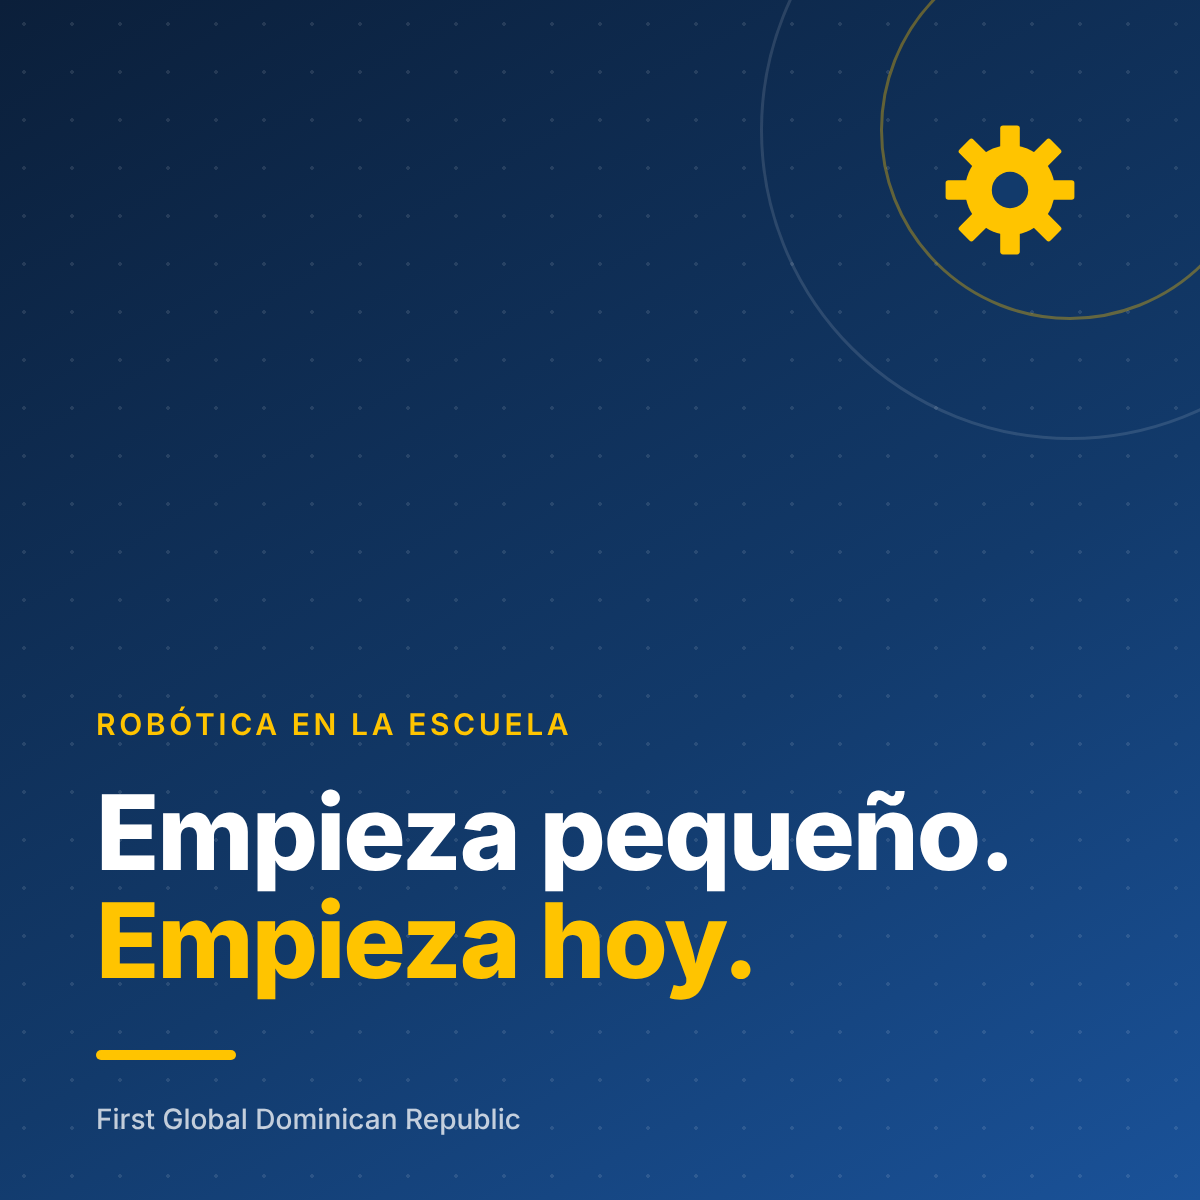 ROBÓTICA EN LA ESCUELA
Empieza pequeño.
Empieza hoy.
First Global Dominican Republic